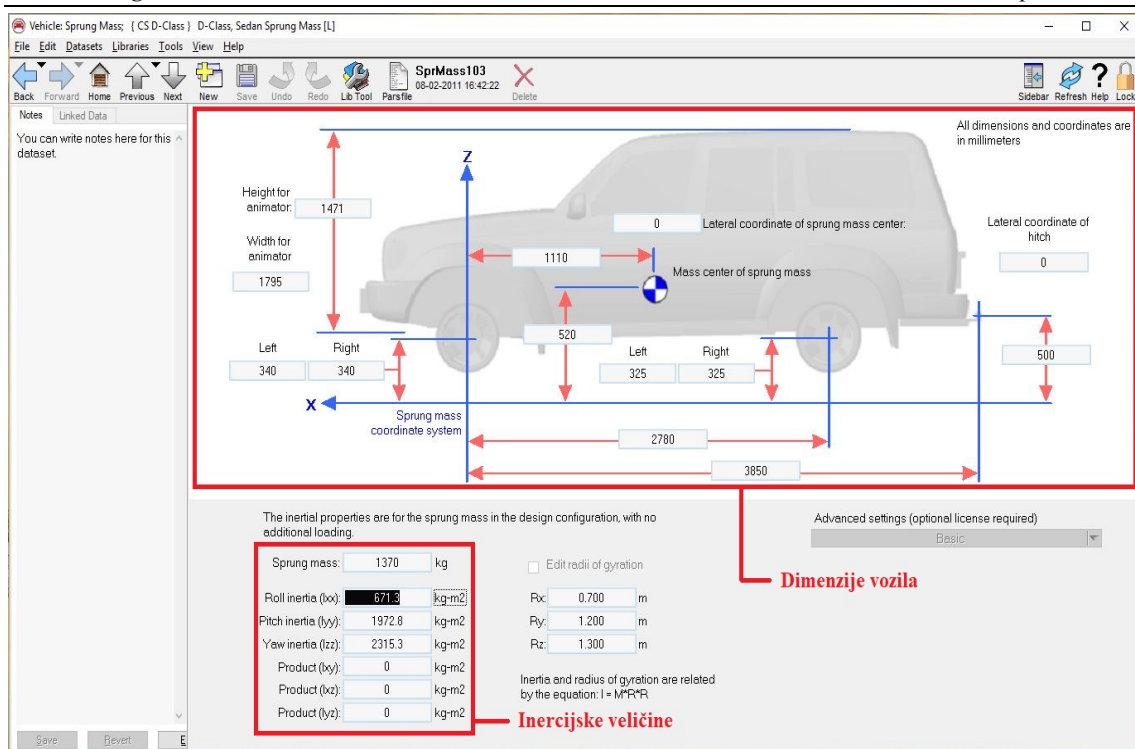 Vehicle: Sprung Mass; { CS D-Class } D-Class, Sedan Sprung Mass [L]
File Edit Datasets Libraries Tools View Help
Back Forward Home Previous Next New Save Undo Redo Lib Tool Parsfile
SprMass103
08-02-2011 16:42:22
Delete
Sidebar Refresh Help Lock
Notes Linked Data
You can write notes here for this
dataset.
All dimensions and coordinates are
in millimeters
Z
Height for
animator: 1471
Width for
animator
1795
0 Lateral coordinate of sprung mass center:
Lateral coordinate of
hitch
0
1110
Mass center of sprung mass
520
Left Right
340 340
Left Right
325 325
500
X
Sprung mass
coordinate system
2780
3850
The inertial properties are for the sprung mass in the design configuration, with no
additional loading.
Sprung mass: 1370 kg
Roll inertia (Ixx): 671.3 kg-m2
Pitch inertia (Iyy): 1972.8 kg-m2
Yaw inertia (Izz): 2315.3 kg-m2
Product (Ixy): 0 kg-m2
Product (Ixz): 0 kg-m2
Product (Iyz): 0 kg-m2
Edit radii of gyration
Rx: 0.700 m
Ry: 1.200 m
Rz: 1.300 m
Inertia and radius of gyration are related
by the equation: I = M*R*R
Advanced settings (optional license required)
Basic
Dimenzije vozila
Inercijske veličine
Save Revert E